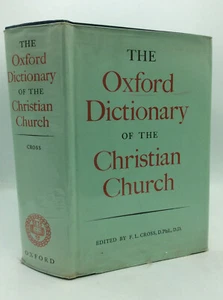 THE
Oxford
Dictionary
OF THE
Christian
Church
CROSS
OXFORD
THE
Oxford
Dictionary
OF THE
Christian
Church
EDITED BY F. L. CROSS, D.Phil., D.D.